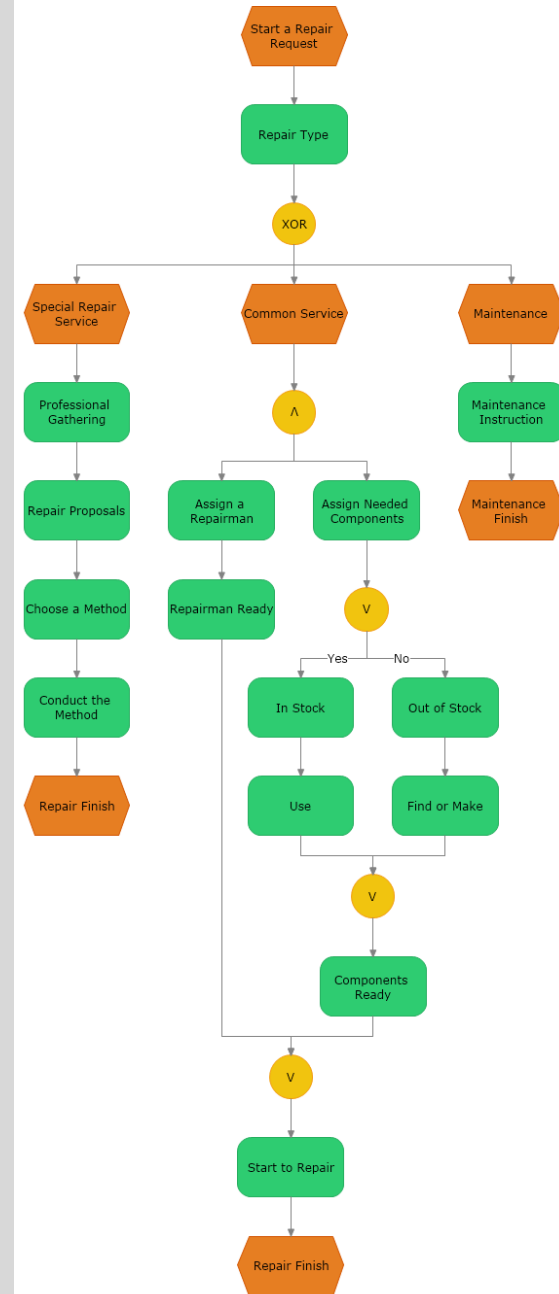 Start a Repair
Request
Repair Type
XOR
Special Repair
Service
Common Service
Maintenance
Professional
Gathering
Λ
Maintenance
Instruction
Repair Proposals
Assign a
Repairman
Assign Needed
Components
Maintenance
Finish
Choose a Method
Repairman Ready
V
Yes
No
Conduct the
Method
In Stock
Out of Stock
Repair Finish
Use
Find or Make
V
Components
Ready
V
Start to Repair
Repair Finish